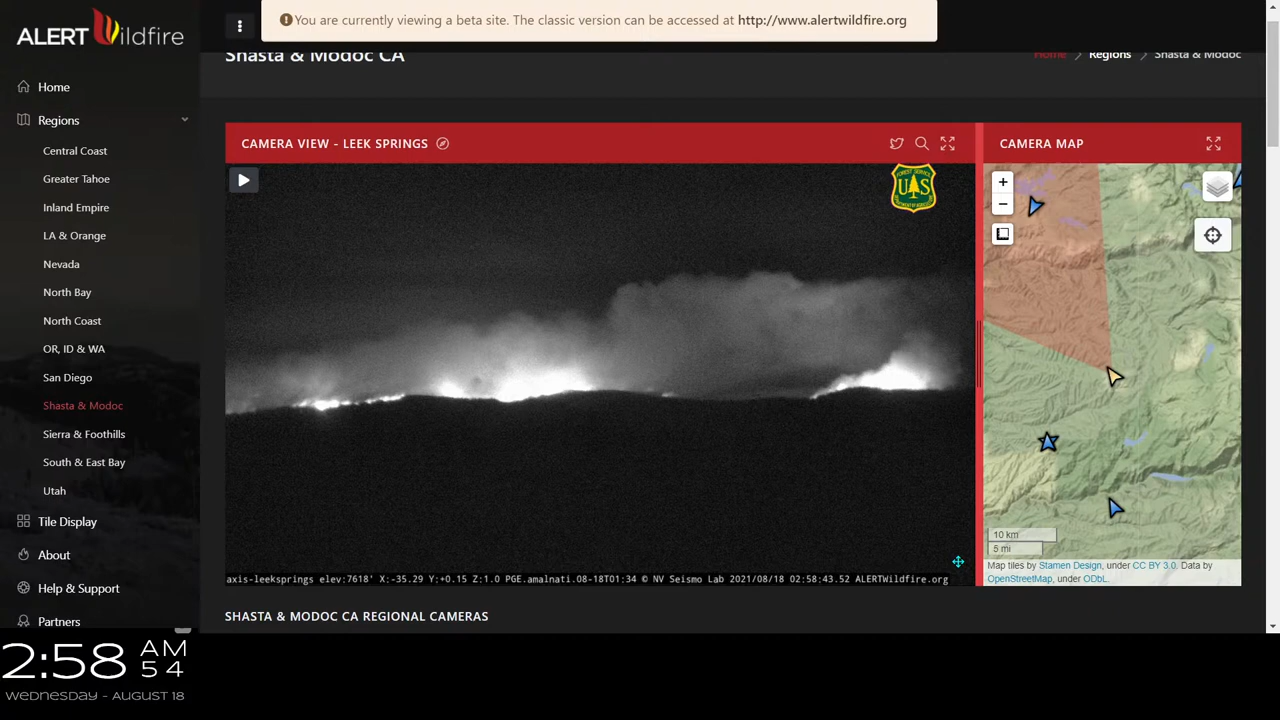 You are currently viewing a beta site. The classic version can be accessed at http://www.alertwildfire.org
ALERT Wildfire
Shasta & Modoc CA
Home
Regions
Shasta & Modoc
Home
Regions
Central Coast
Greater Tahoe
Inland Empire
LA & Orange
Nevada
North Bay
North Coast
OR, ID & WA
San Diego
Shasta & Modoc
Sierra & Foothills
South & East Bay
Utah
Tile Display
About
Help & Support
Partners
CAMERA VIEW - LEEK SPRINGS
FOREST SERVICE
U S
DEPARTMENT OF AGRICULTURE
axis-leeksprings elev:7618' X:-35.29 Y:+0.15 Z:1.0 PGE.amalnati.08-18T01:34 © NV Seismo Lab 2021/08/18 02:58:43.52 ALERTWildfire.org
CAMERA MAP
+
−
10 km
5 mi
Map tiles by Stamen Design, under CC BY 3.0. Data by
OpenStreetMap, under ODbL.
SHASTA & MODOC CA REGIONAL CAMERAS
2:58 AM
54
Wednesday - August 18